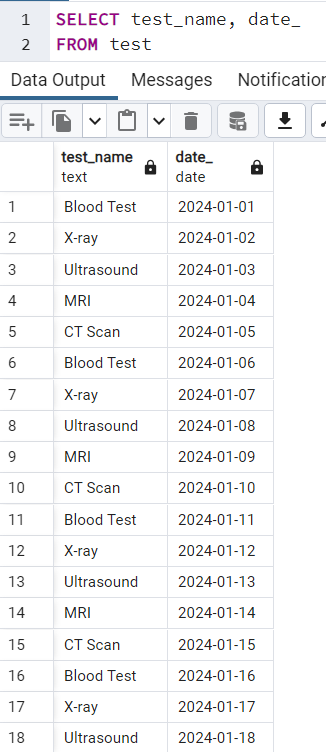 1 SELECT test_name, date_
2 FROM test
Data Output Messages Notification
test_name date_
text date
1 Blood Test 2024-01-01
2 X-ray 2024-01-02
3 Ultrasound 2024-01-03
4 MRI 2024-01-04
5 CT Scan 2024-01-05
6 Blood Test 2024-01-06
7 X-ray 2024-01-07
8 Ultrasound 2024-01-08
9 MRI 2024-01-09
10 CT Scan 2024-01-10
11 Blood Test 2024-01-11
12 X-ray 2024-01-12
13 Ultrasound 2024-01-13
14 MRI 2024-01-14
15 CT Scan 2024-01-15
16 Blood Test 2024-01-16
17 X-ray 2024-01-17
18 Ultrasound 2024-01-18